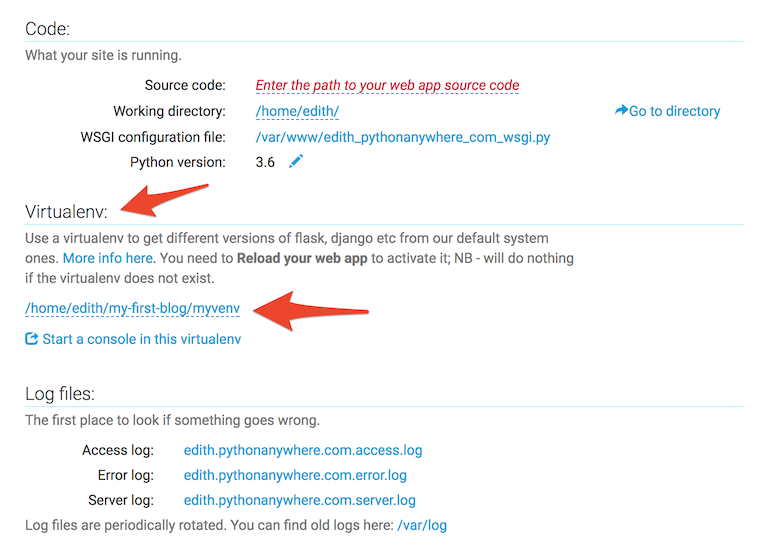 Code:
What your site is running.
Source code: Enter the path to your web app source code
Working directory: /home/edith/ Go to directory
WSGI configuration file: /var/www/edith_pythonanywhere_com_wsgi.py
Python version: 3.6
Virtualenv:
Use a virtualenv to get different versions of flask, django etc from our default system
ones. More info here. You need to Reload your web app to activate it; NB - will do nothing
if the virtualenv does not exist.
/home/edith/my-first-blog/myvenv
Start a console in this virtualenv
Log files:
The first place to look if something goes wrong.
Access log: edith.pythonanywhere.com.access.log
Error log: edith.pythonanywhere.com.error.log
Server log: edith.pythonanywhere.com.server.log
Log files are periodically rotated. You can find old logs here: /var/log